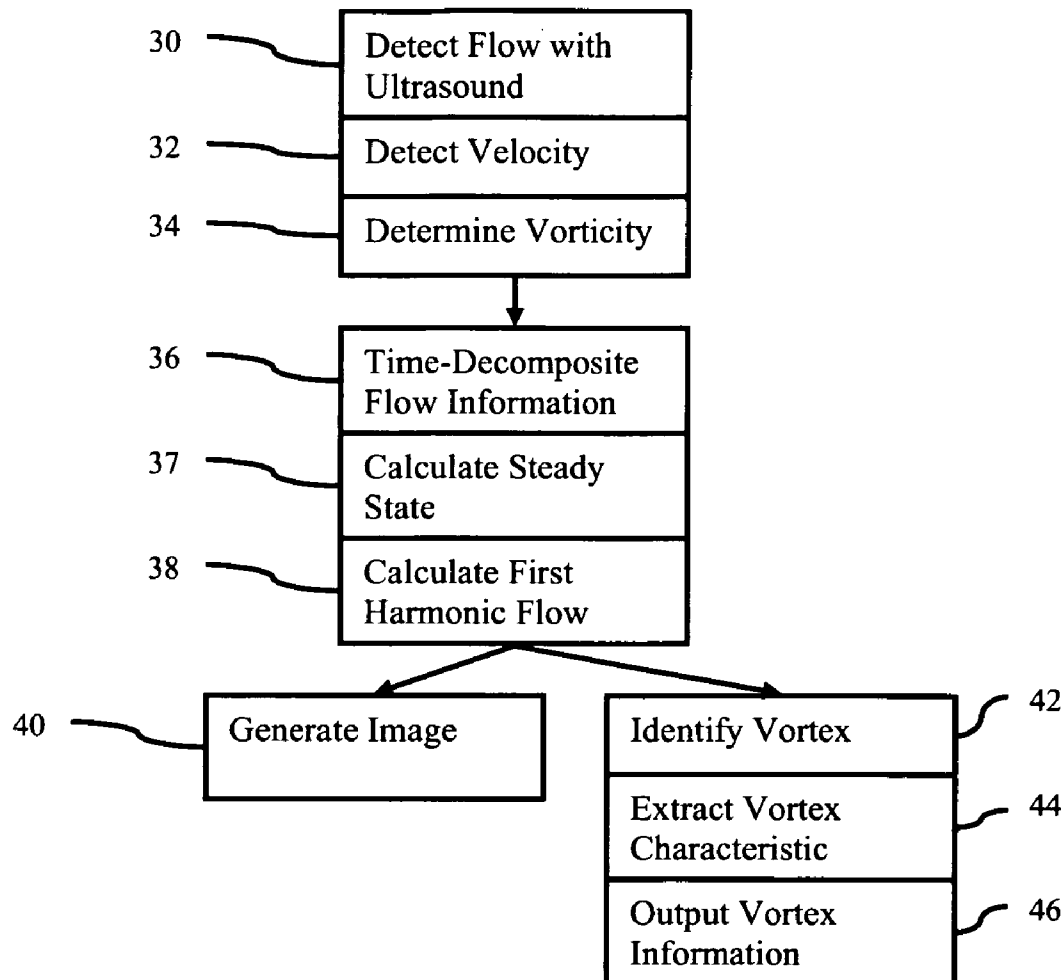 30
Detect Flow with
Ultrasound
32
Detect Velocity
34
Determine Vorticity
36
Time-Decomposite
Flow Information
37
Calculate Steady
State
38
Calculate First
Harmonic Flow
40
Generate Image
Identify Vortex
42
Extract Vortex
Characteristic
44
Output Vortex
Information
46